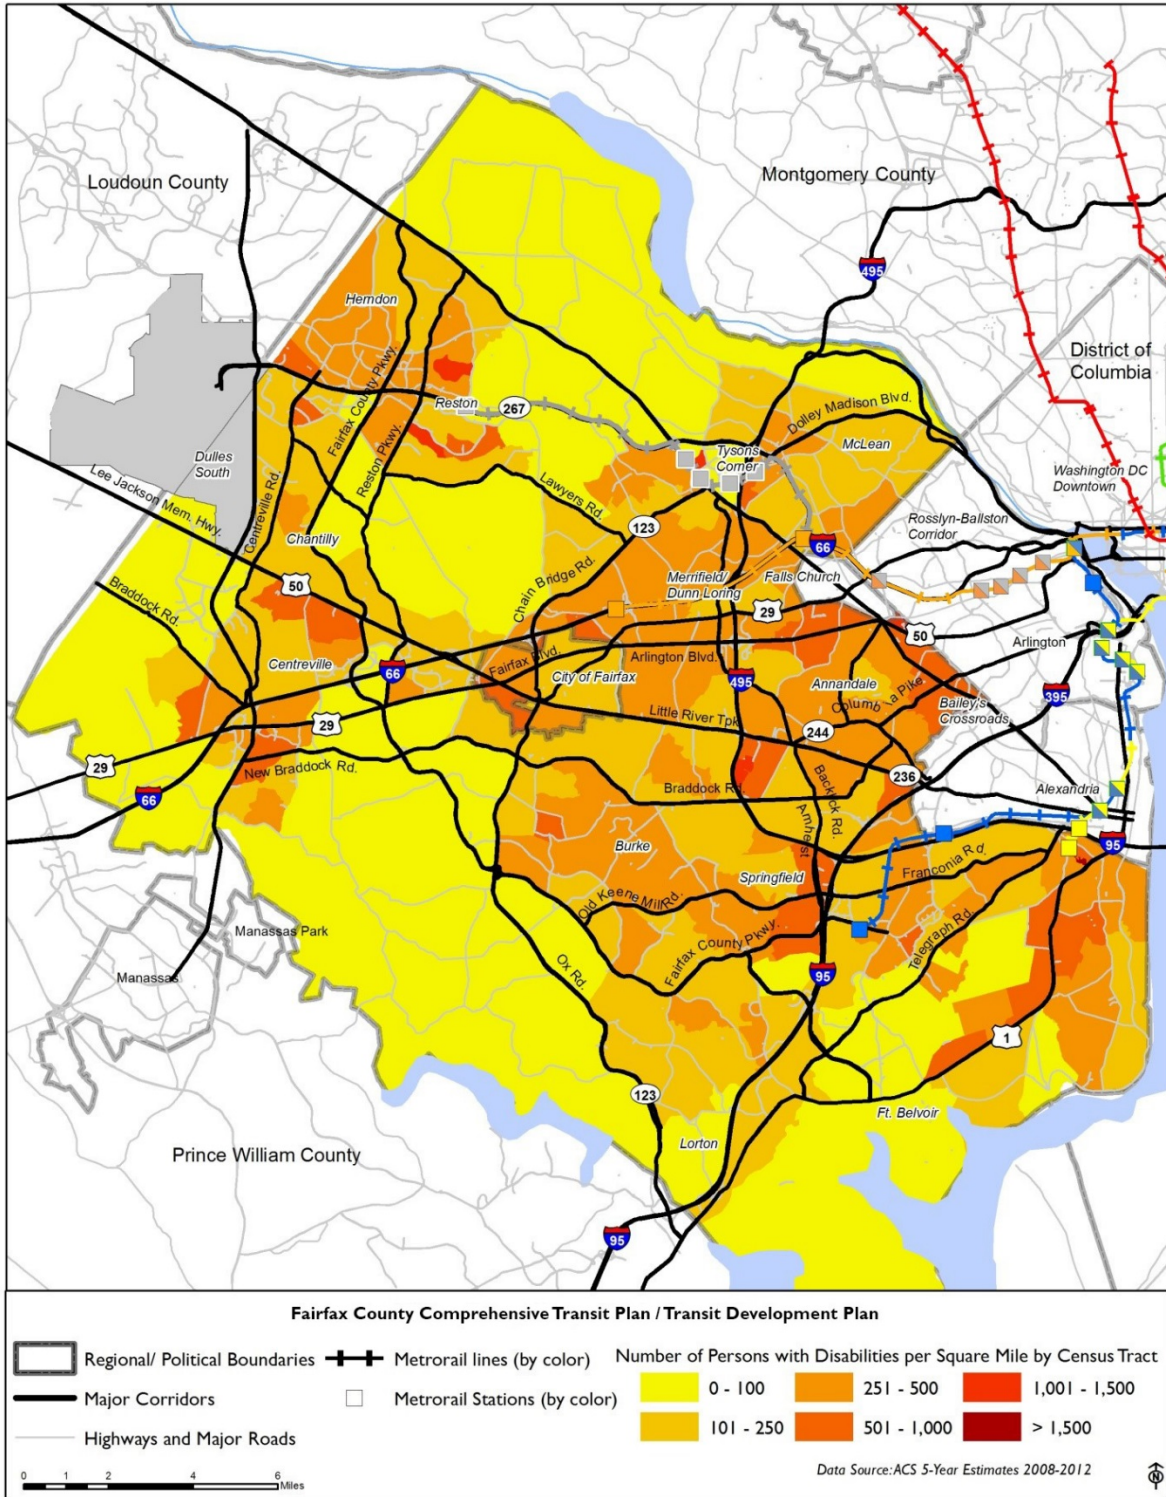 Loudoun County
Montgomery County
495
Herndon
District of
Columbia
Fairfax County Pkwy.
Reston
267
Dolley Madison Blvd.
McLean
Tysons
Corner
Dulles
South
Reston Pkwy.
Lee Jackson Mem. Hwy.
Centreville Rd.
Lawyers Rd.
Washington DC
Downtown
123
Rosslyn-Ballston
Corridor
Chantilly
66
Chain Bridge Rd.
Merrifield/
Dunn Loring
Falls Church
50
Braddock Rd.
29
50
Arlington
Centreville
Fairfax Blvd.
Arlington Blvd.
66
City of Fairfax
495
Annandale
395
Columb a Pike
Bailey's
Crossroads
29
Little River Tpk.
244
29
New Braddock Rd.
236
66
Braddock Rd.
Backlick Rd.
Alexandria
Amherst
95
Burke
Franconia Rd.
Springfield
Old Keene Mill Rd.
Manassas Park
Telegraph Rd.
Fairfax County Pkwy.
Manassas
Ox Rd.
95
1
123
Ft. Belvoir
Prince William County
Lorton
95
Fairfax County Comprehensive Transit Plan / Transit Development Plan
Regional/ Political Boundaries
Metrorail lines (by color)
Number of Persons with Disabilities per Square Mile by Census Tract
0 - 100
251 - 500
1,001 - 1,500
Major Corridors
Metrorail Stations (by color)
101 - 250
501 - 1,000
> 1,500
Highways and Major Roads
Data Source: ACS 5-Year Estimates 2008-2012
0 1 2 4 6
Miles
N